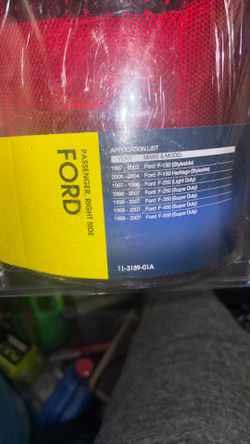 PASSENGER, RIGHT SIDE
FORD
APPLICATION LIST
YEAR MAKE & MODEL
1997 - 2003 Ford F-150 (Styleside)
2004 Ford F-150 Heritage (Styleside)
1997 - 1999 Ford F-250 (Light Duty)
1999 - 2007 Ford F-250 (Super Duty)
1999 - 2007 Ford F-350 (Super Duty)
1999 - 2007 Ford F-450 (Super Duty)
1999 - 2007 Ford F-550 (Super Duty)
11-3189-01A